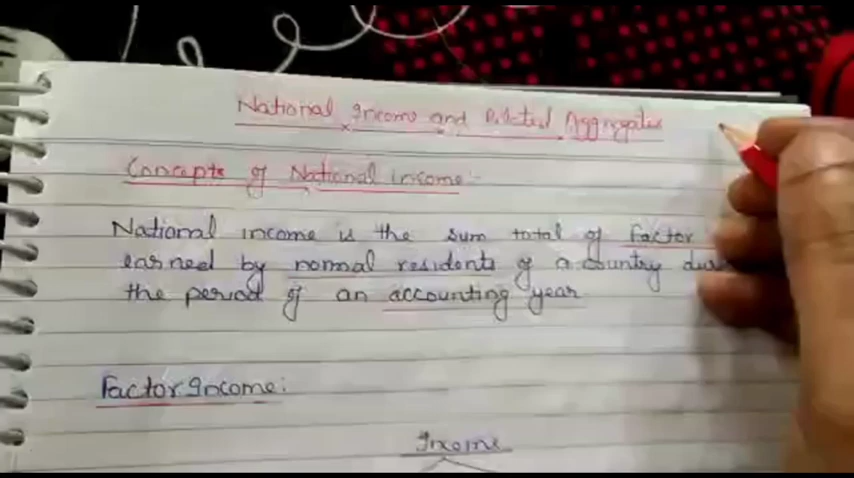 National Income and Related Aggregates
Concepts of National income :-
National income is the sum total of Factor
earned by normal residents of a country dur
the period of an accounting year
Factor Income :
Income